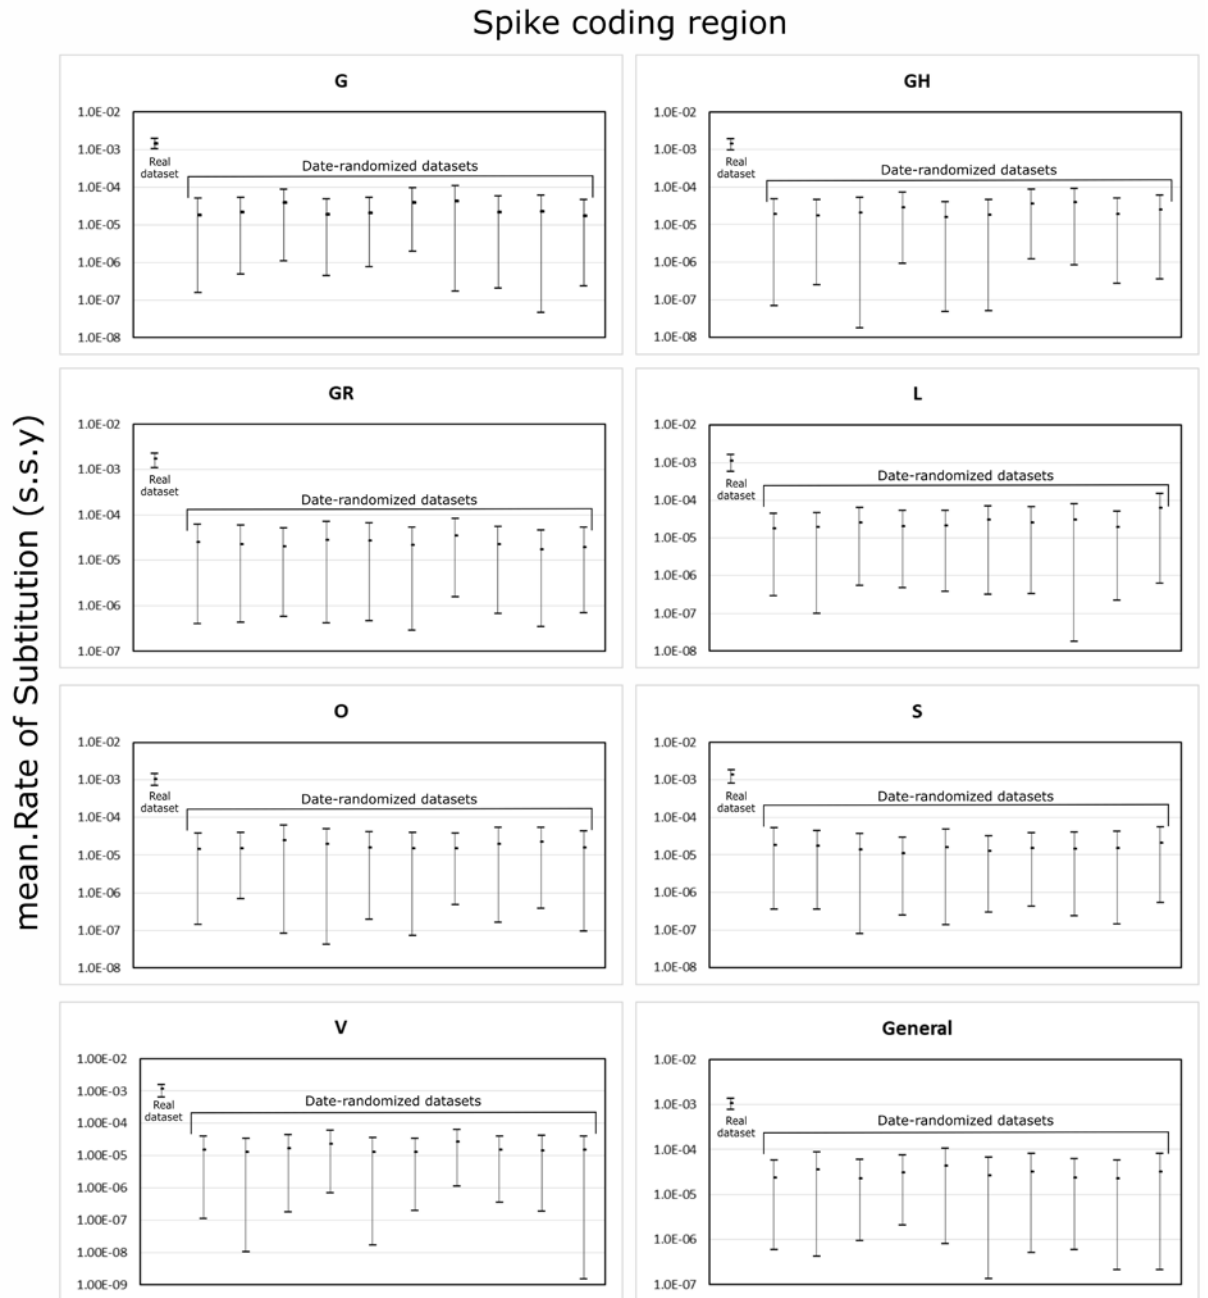 Spike coding region
mean.Rate of Subtitution (s.s.y)
G
1.0E-02
1.0E-03
1.0E-04
1.0E-05
1.0E-06
1.0E-07
1.0E-08
Real
dataset
Date-randomized datasets
GH
1.0E-02
1.0E-03
1.0E-04
1.0E-05
1.0E-06
1.0E-07
1.0E-08
Real
dataset
Date-randomized datasets
GR
1.0E-02
1.0E-03
1.0E-04
1.0E-05
1.0E-06
1.0E-07
Real
dataset
Date-randomized datasets
L
1.0E-02
1.0E-03
1.0E-04
1.0E-05
1.0E-06
1.0E-07
1.0E-08
Real
dataset
Date-randomized datasets
O
1.0E-02
1.0E-03
1.0E-04
1.0E-05
1.0E-06
1.0E-07
1.0E-08
Real
dataset
Date-randomized datasets
S
1.0E-02
1.0E-03
1.0E-04
1.0E-05
1.0E-06
1.0E-07
1.0E-08
Real
dataset
Date-randomized datasets
V
1.00E-02
1.00E-03
1.00E-04
1.00E-05
1.00E-06
1.00E-07
1.00E-08
1.00E-09
Real
dataset
Date-randomized datasets
General
1.0E-02
1.0E-03
1.0E-04
1.0E-05
1.0E-06
1.0E-07
Real
dataset
Date-randomized datasets